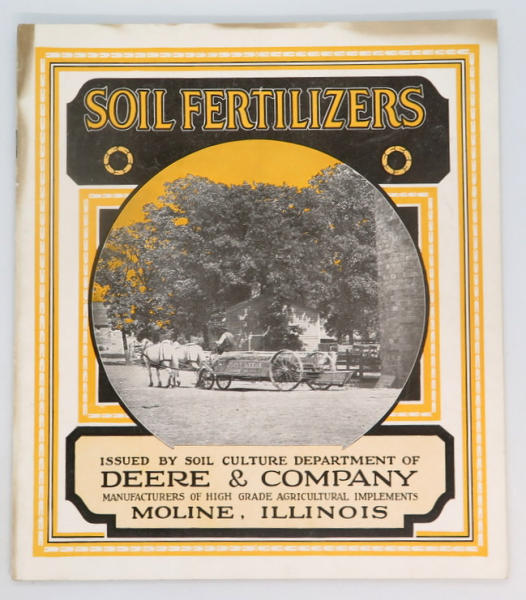 SOIL FERTILIZERS
ISSUED BY SOIL CULTURE DEPARTMENT OF
DEERE & COMPANY
MANUFACTURERS OF HIGH GRADE AGRICULTURAL IMPLEMENTS
MOLINE, ILLINOIS